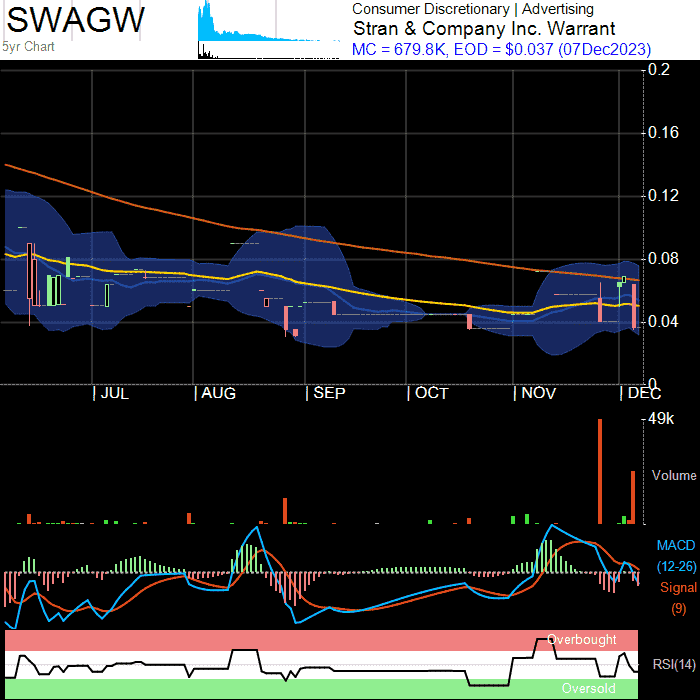 SWAGW
5yr Chart
Consumer Discretionary | Advertising
Stran & Company Inc. Warrant
MC = 679.8K, EOD = $0.037 (07Dec2023)
0.2
0.16
0.12
0.08
0.04
0
JUL AUG SEP OCT NOV DEC
49k
Volume
MACD
(12-26)
Signal
(9)
Overbought
RSI(14)
Oversold